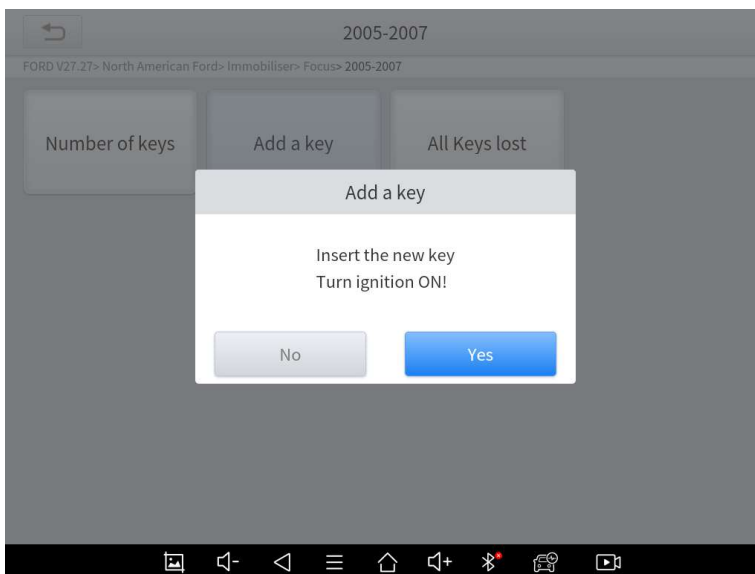 2005-2007
FORD V27.27> North American Ford> Immobiliser> Focus> 2005-2007
Number of keys
Add a key
All Keys lost
Add a key
Insert the new key
Turn ignition ON!
No
Yes